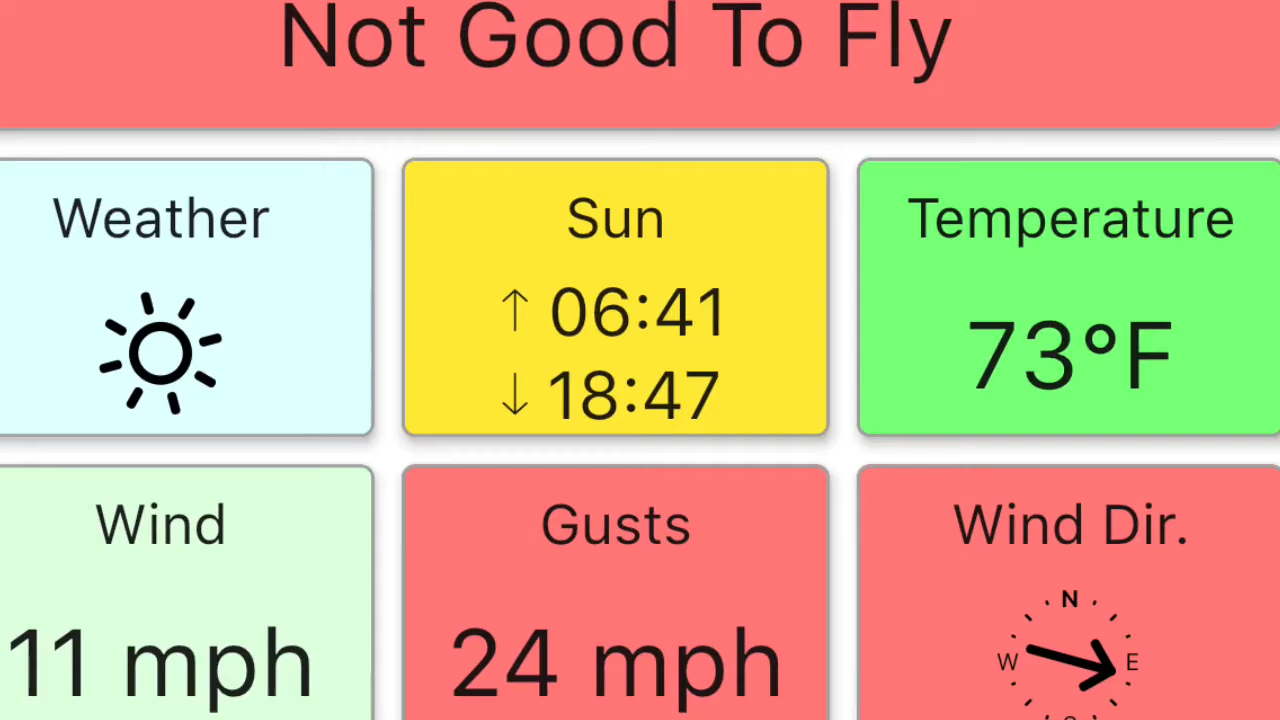 Not Good To Fly
Weather
Sun
Temperature
↑ 06:41
↓ 18:47
73°F
Wind
Gusts
Wind Dir.
11 mph
24 mph
N
W
E